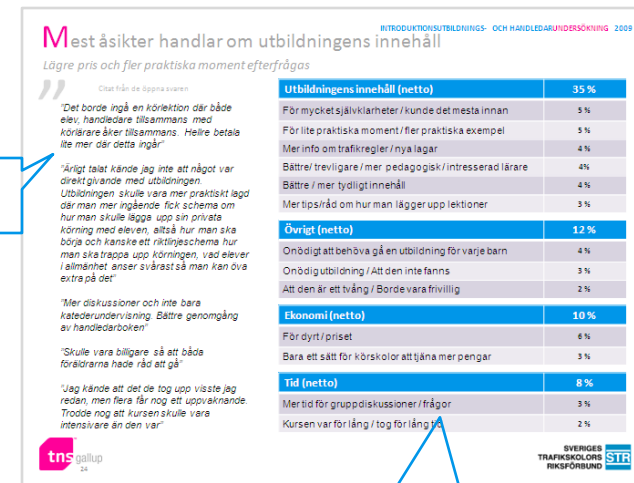 INTRODUKTIONSUTBILDNINGS- OCH HANDLEDARUNDERSÖKNING 2009
Mest åsikter handlar om utbildningens innehåll
Lägre pris och fler praktiska moment efterfrågas
Citat från de öppna svaren
”Det borde ingå en körlektion där både
elev, handledare tillsammans med
körlärare åker tillsammans. Hellre betala
lite mer där detta ingår”
”Ärligt talat kände jag inte att något var
direkt givande med utbildningen.
Utbildningen skulle vara mer praktiskt lagd
där man mer ingående fick schema om
hur man skulle lägga upp sin privata
körning med eleven, alltså hur man ska
börja och kanske ett riktlinjeschema hur
man ska trappa upp körningen, vad elever
i allmänhet anser svårast så man kan öva
extra på det”
”Mer diskussioner och inte bara
katederundervisning. Bättre genomgång
av handledarboken”
”Skulle vara billigare så att båda
föräldrarna hade råd att gå”
”Jag kände att det de tog upp visste jag
redan, men flera får nog ett uppvaknande.
Trodde nog att kursen skulle vara
intensivare än den var”
Utbildningens innehåll (netto) 35 %
För mycket självklarheter / kunde det mesta innan 5 %
För lite praktiska moment / fler praktiska exempel 5 %
Mer info om trafikregler / nya lagar 4 %
Bättre/ trevligare / mer pedagogisk / intresserad lärare 4%
Bättre / mer tydligt innehåll 4 %
Mer tips/råd om hur man lägger upp lektioner 3 %
Övrigt (netto) 12 %
Onödigt att behöva gå en utbildning för varje barn 4 %
Onödig utbildning / Att den inte fanns 3 %
Att den är ett tvång / Borde vara frivillig 2 %
Ekonomi (netto) 10 %
För dyrt / priset 6 %
Bara ett sätt för körskolor att tjäna mer pengar 3 %
Tid (netto) 8 %
Mer tid för gruppdiskussioner / frågor 3 %
Kursen var för lång / tog för lång tid 2 %
tns gallup
24
SVERIGES
TRAFIKSKOLORS
RIKSFÖRBUND
STR